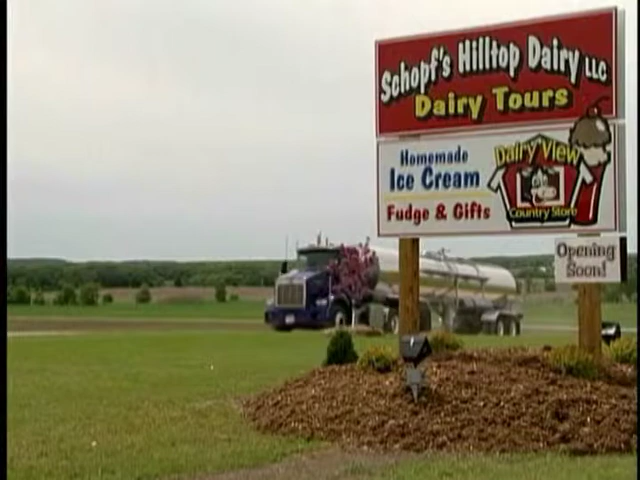 Schopf's Hilltop Dairy LLC
Dairy Tours
Homemade
Ice Cream
Fudge & Gifts
Dairy View
Country Store
Opening
Soon!